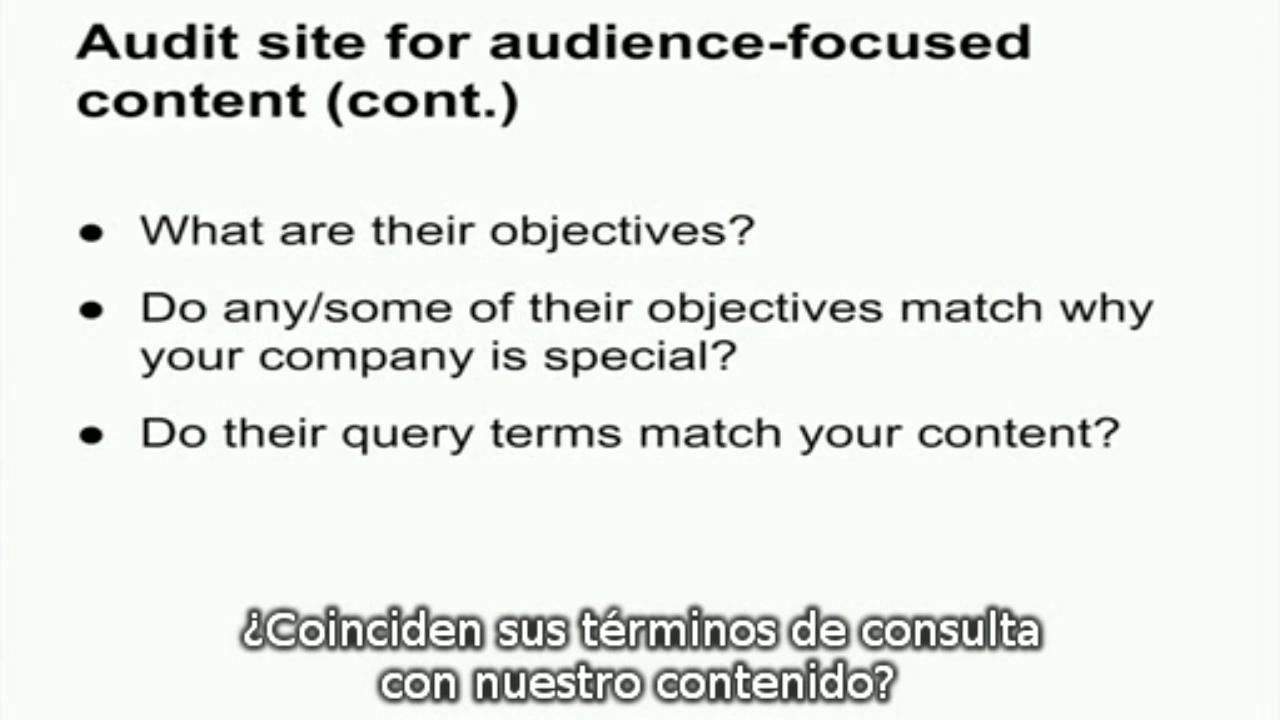 Audit site for audience-focused
content (cont.)
● What are their objectives?
● Do any/some of their objectives match why
your company is special?
● Do their query terms match your content?
¿Coinciden sus términos de consulta
con nuestro contenido?